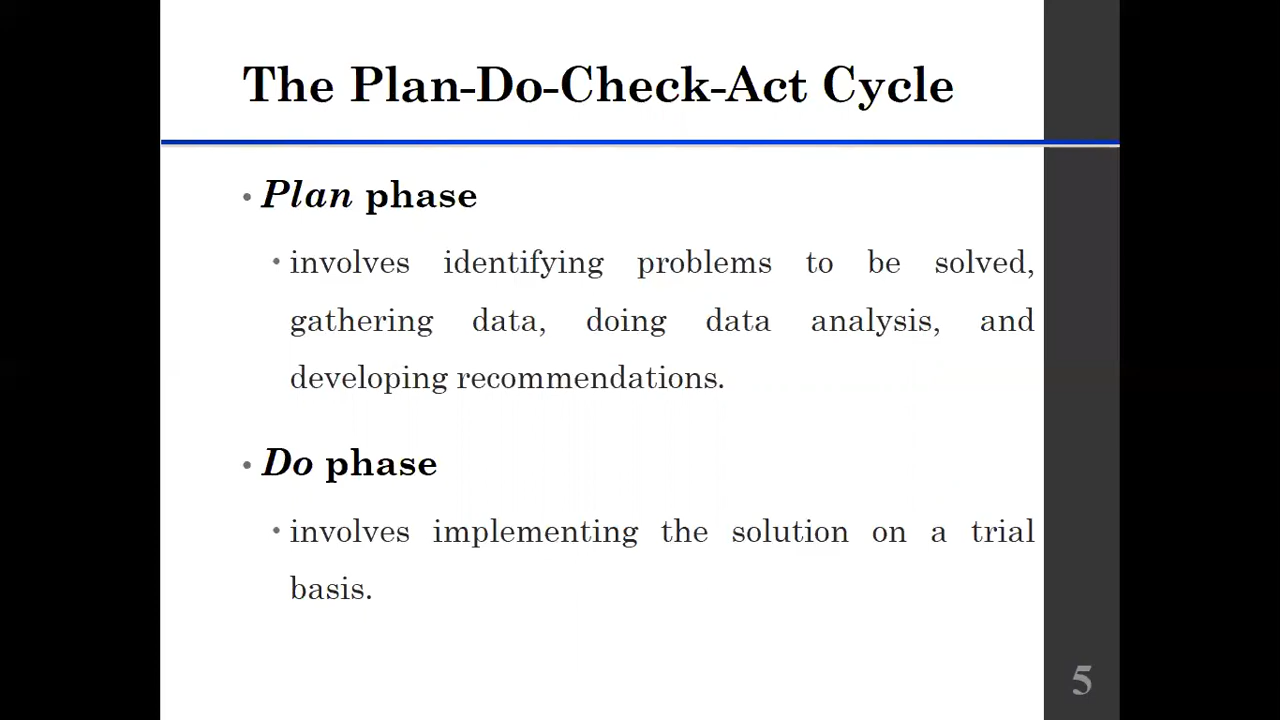 The Plan-Do-Check-Act Cycle
• Plan phase
• involves identifying problems to be solved,
gathering data, doing data analysis, and
developing recommendations.
• Do phase
• involves implementing the solution on a trial
basis.
5